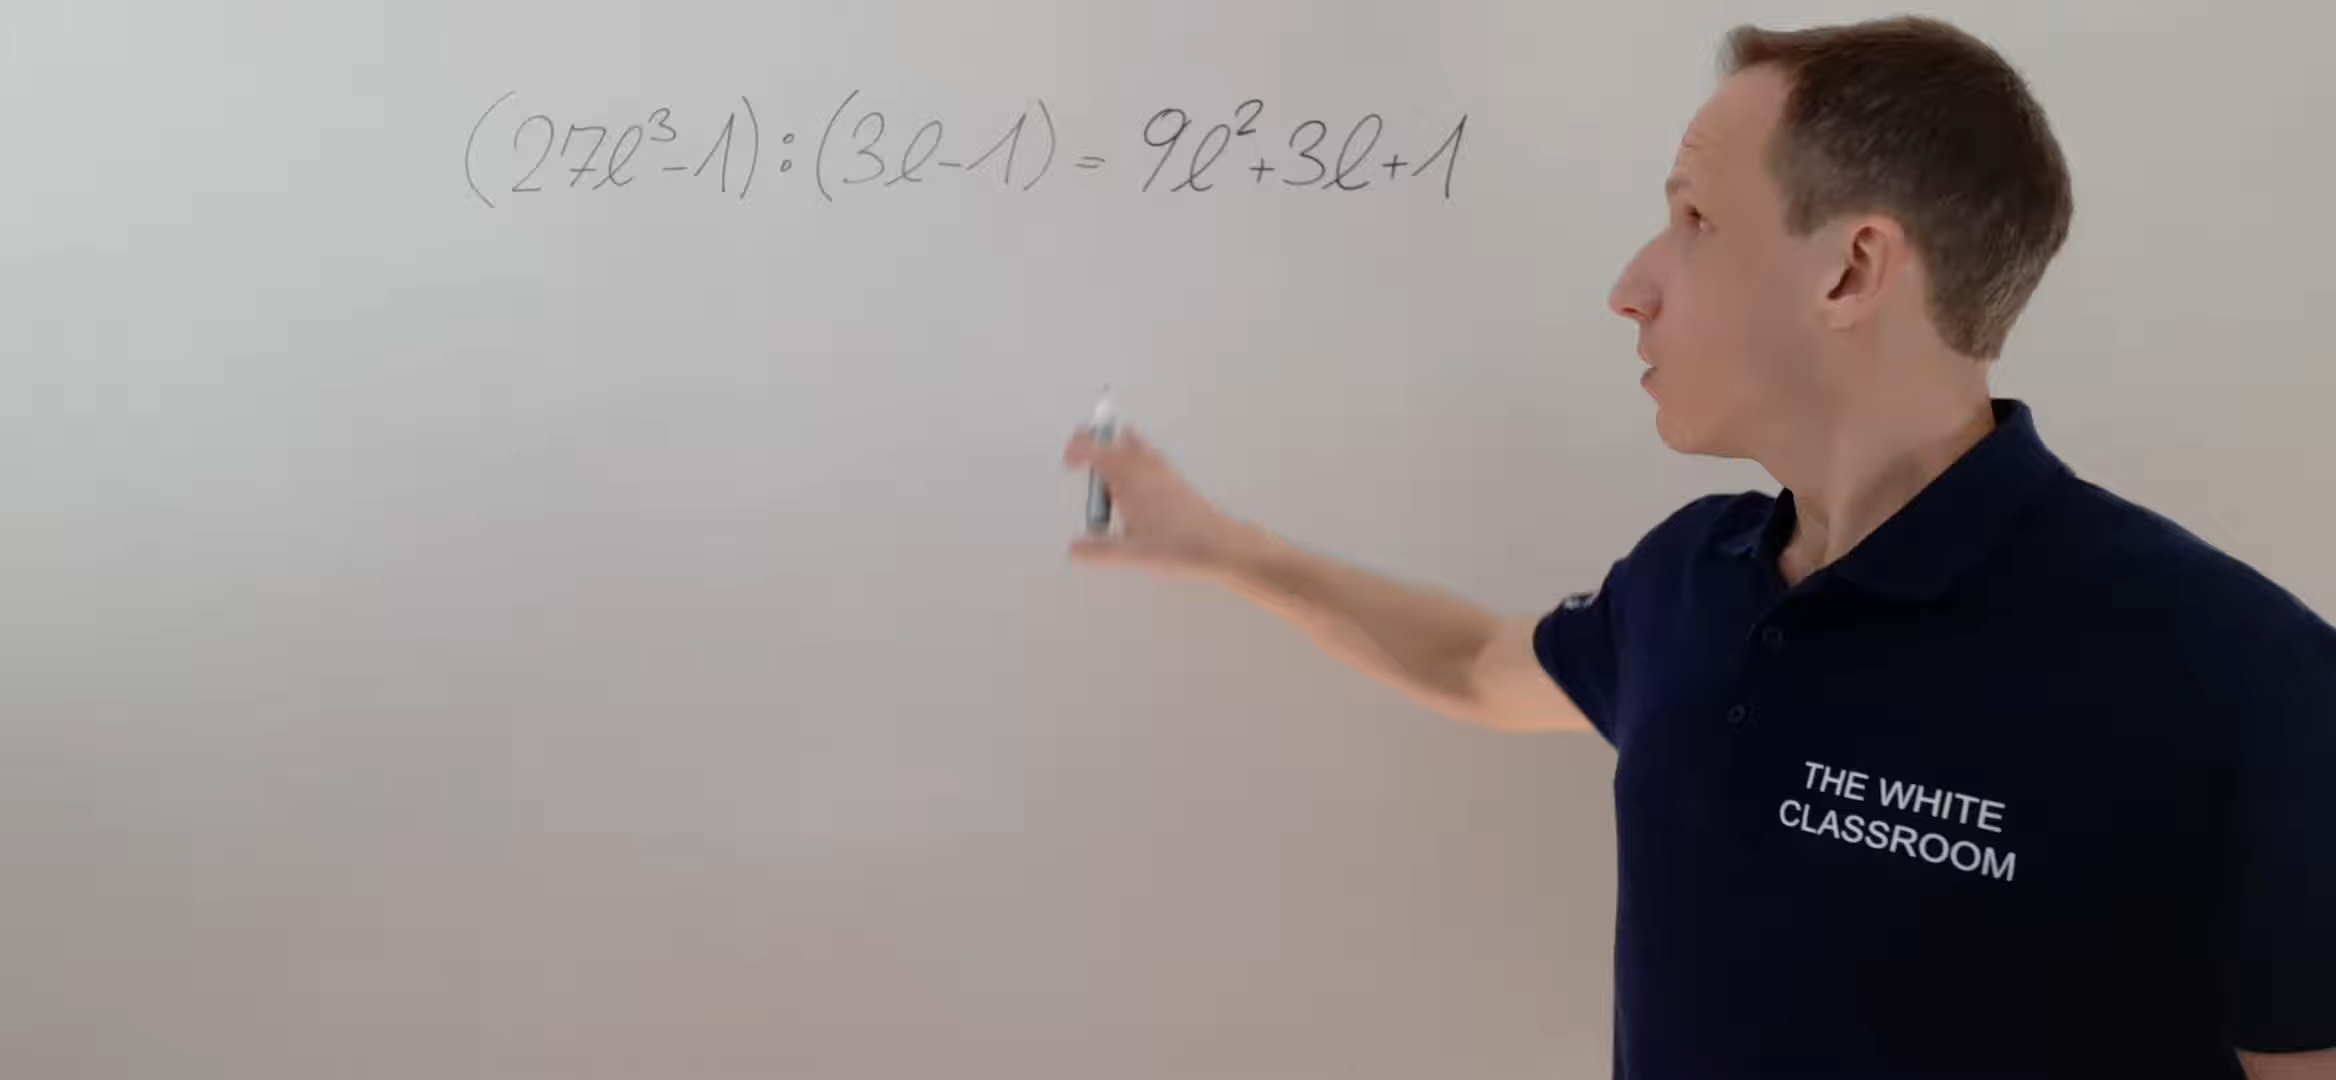 (27ℓ³-1):(3ℓ-1)=9ℓ²+3ℓ+1
THE WHITE
CLASSROOM